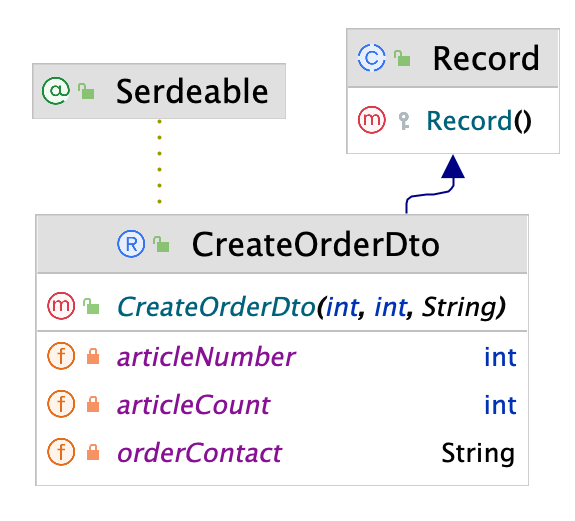 Record
@ Serdeable
m Record()
R CreateOrderDto
m CreateOrderDto(int, int, String)
f articleNumber int
f articleCount int
f orderContact String